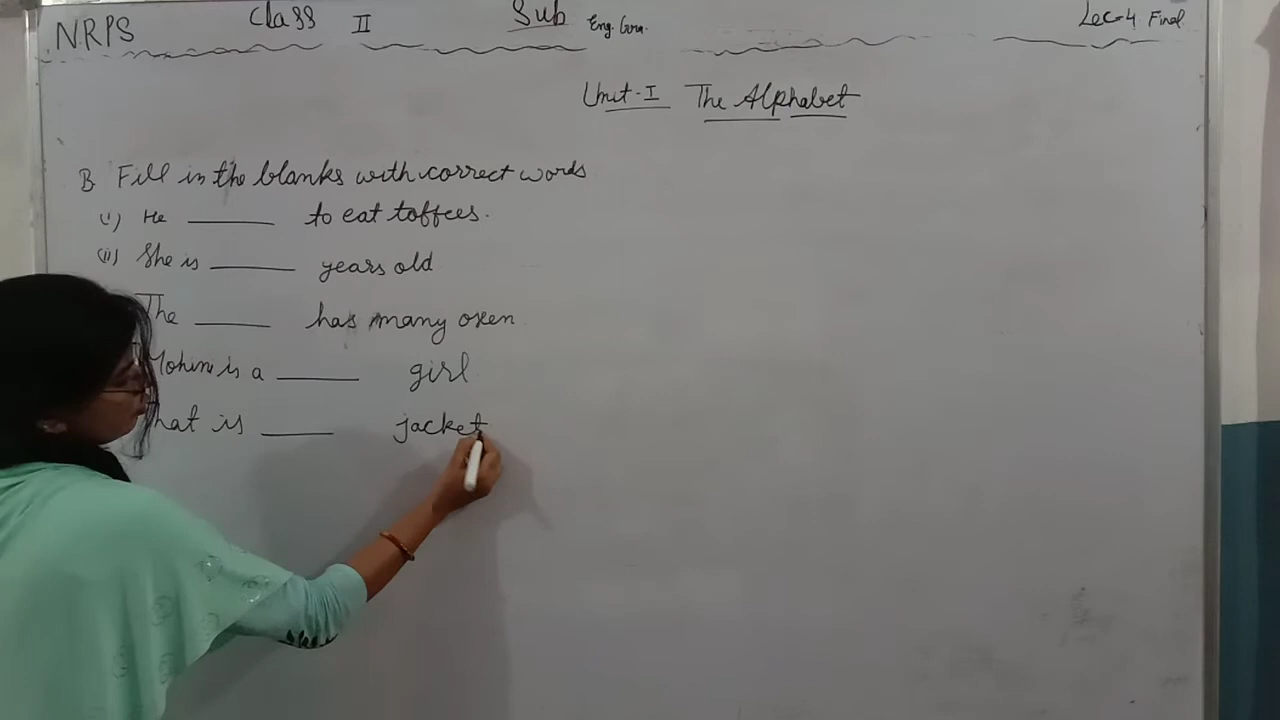 NRPS Class II Sub Eng. Gra. Lec-4 Final
Unit-I The Alphabet
B Fill in the blanks with correct words
(i) He ______ to eat toffees.
(ii) She is ______ years old
The ______ has many oxen
Mohini is a ______ girl
That is ______ jacket